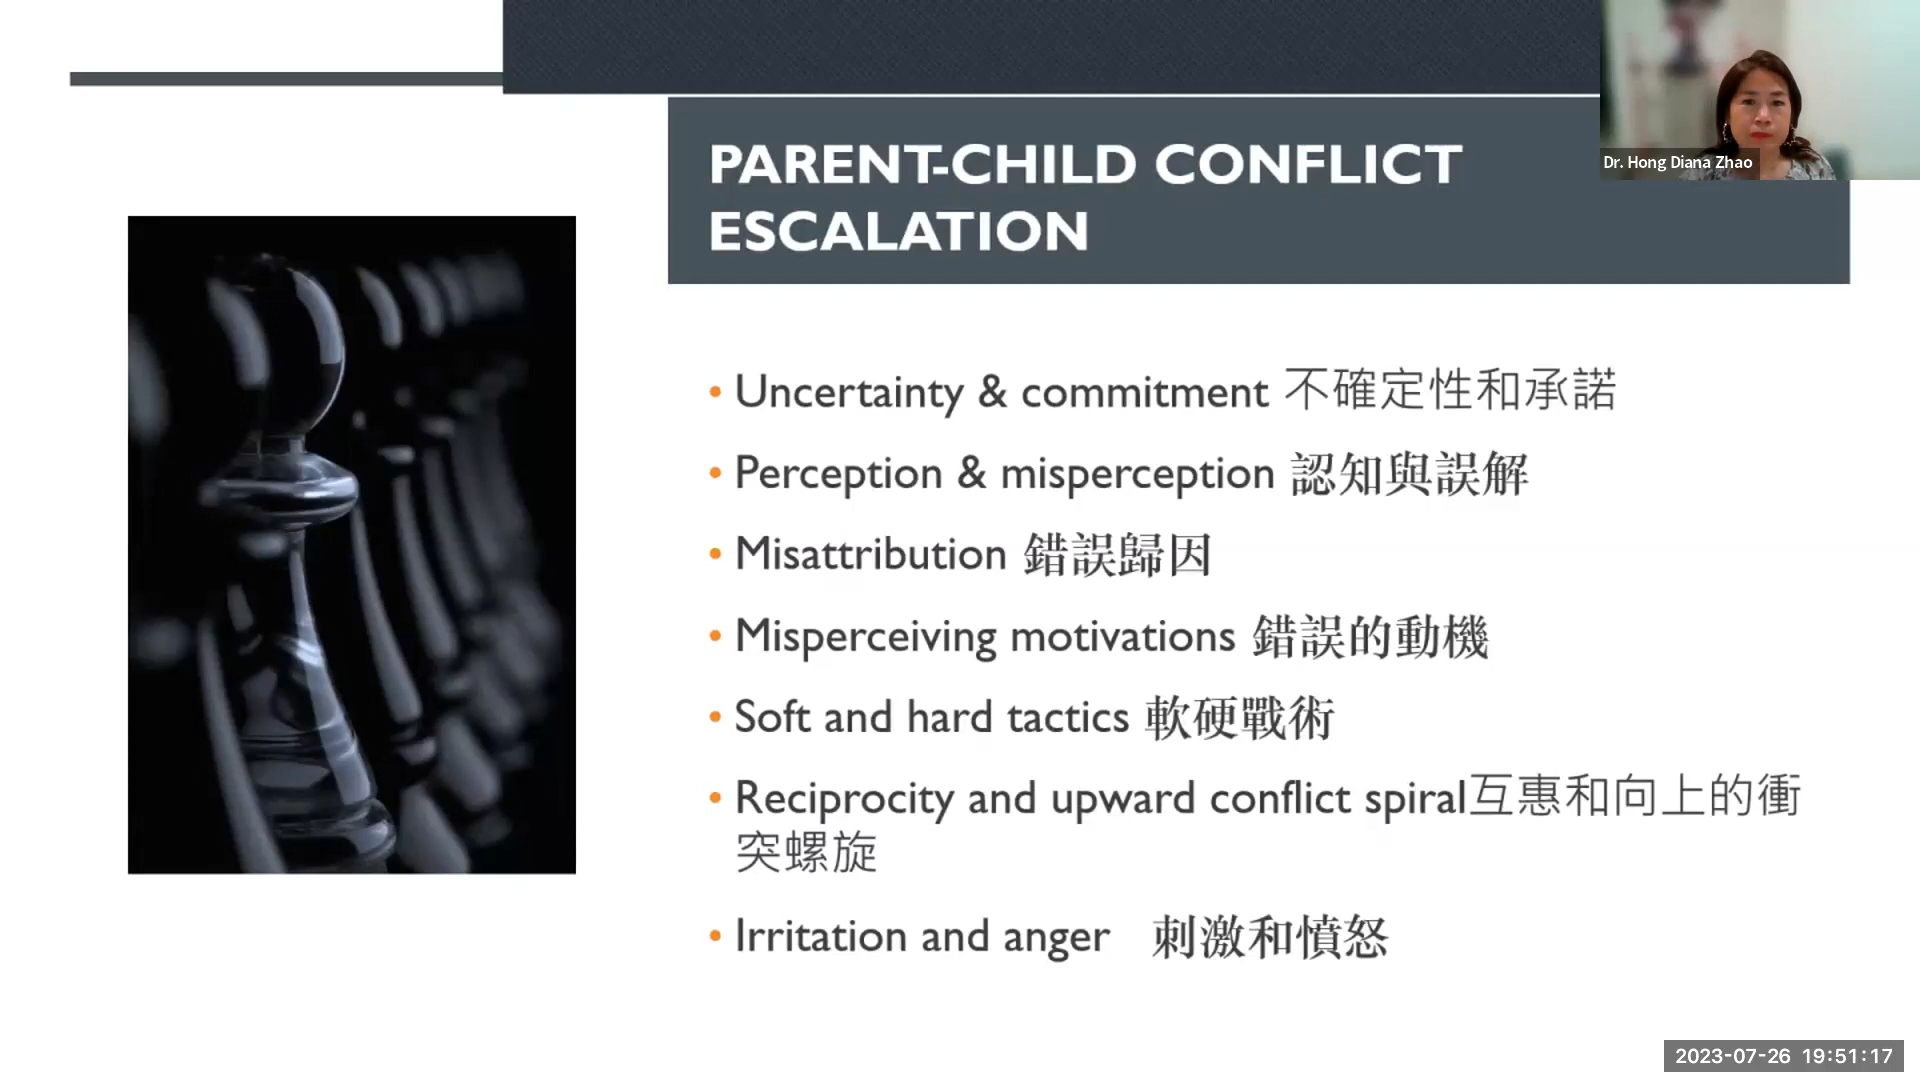 Dr. Hong Diana Zhao
PARENT-CHILD CONFLICT
ESCALATION
• Uncertainty & commitment 不確定性和承諾
• Perception & misperception 認知與誤解
• Misattribution 錯誤歸因
• Misperceiving motivations 錯誤的動機
• Soft and hard tactics 軟硬戰術
• Reciprocity and upward conflict spiral互惠和向上的衝
突螺旋
• Irritation and anger 刺激和憤怒
2023-07-26 19:51:17